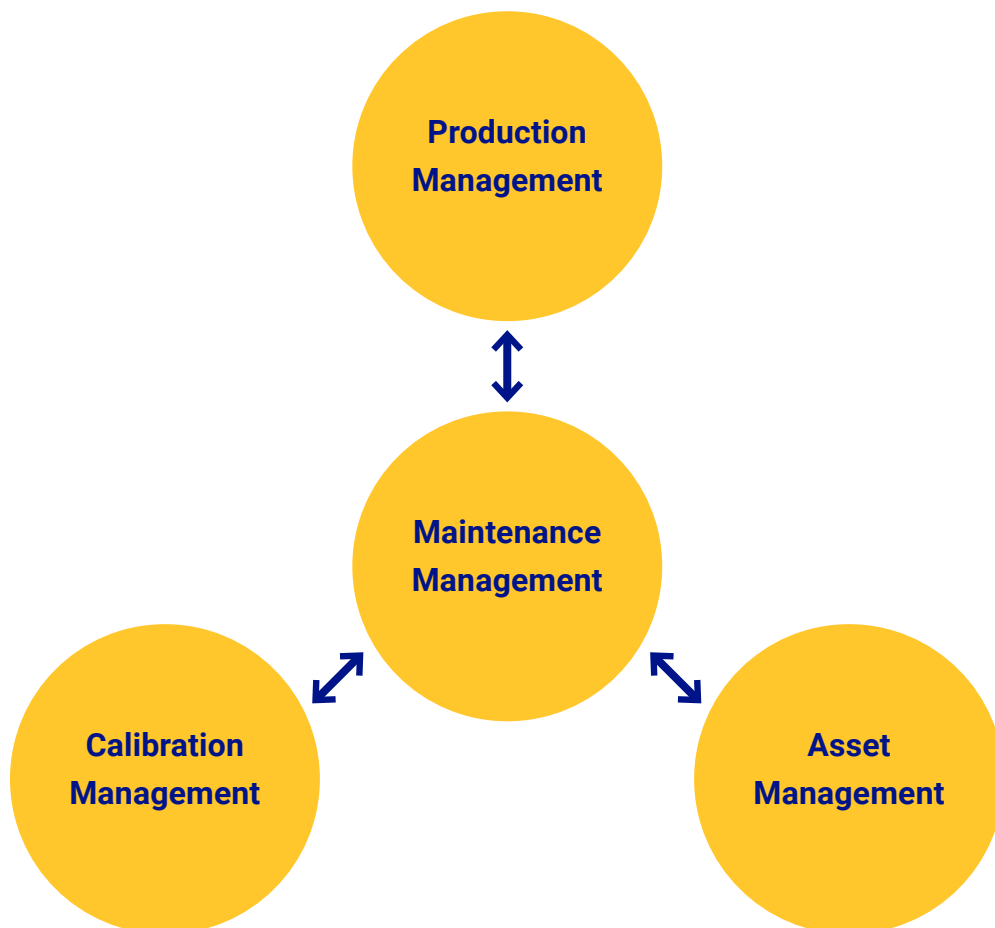 Production
Management
Maintenance
Management
Calibration
Management
Asset
Management